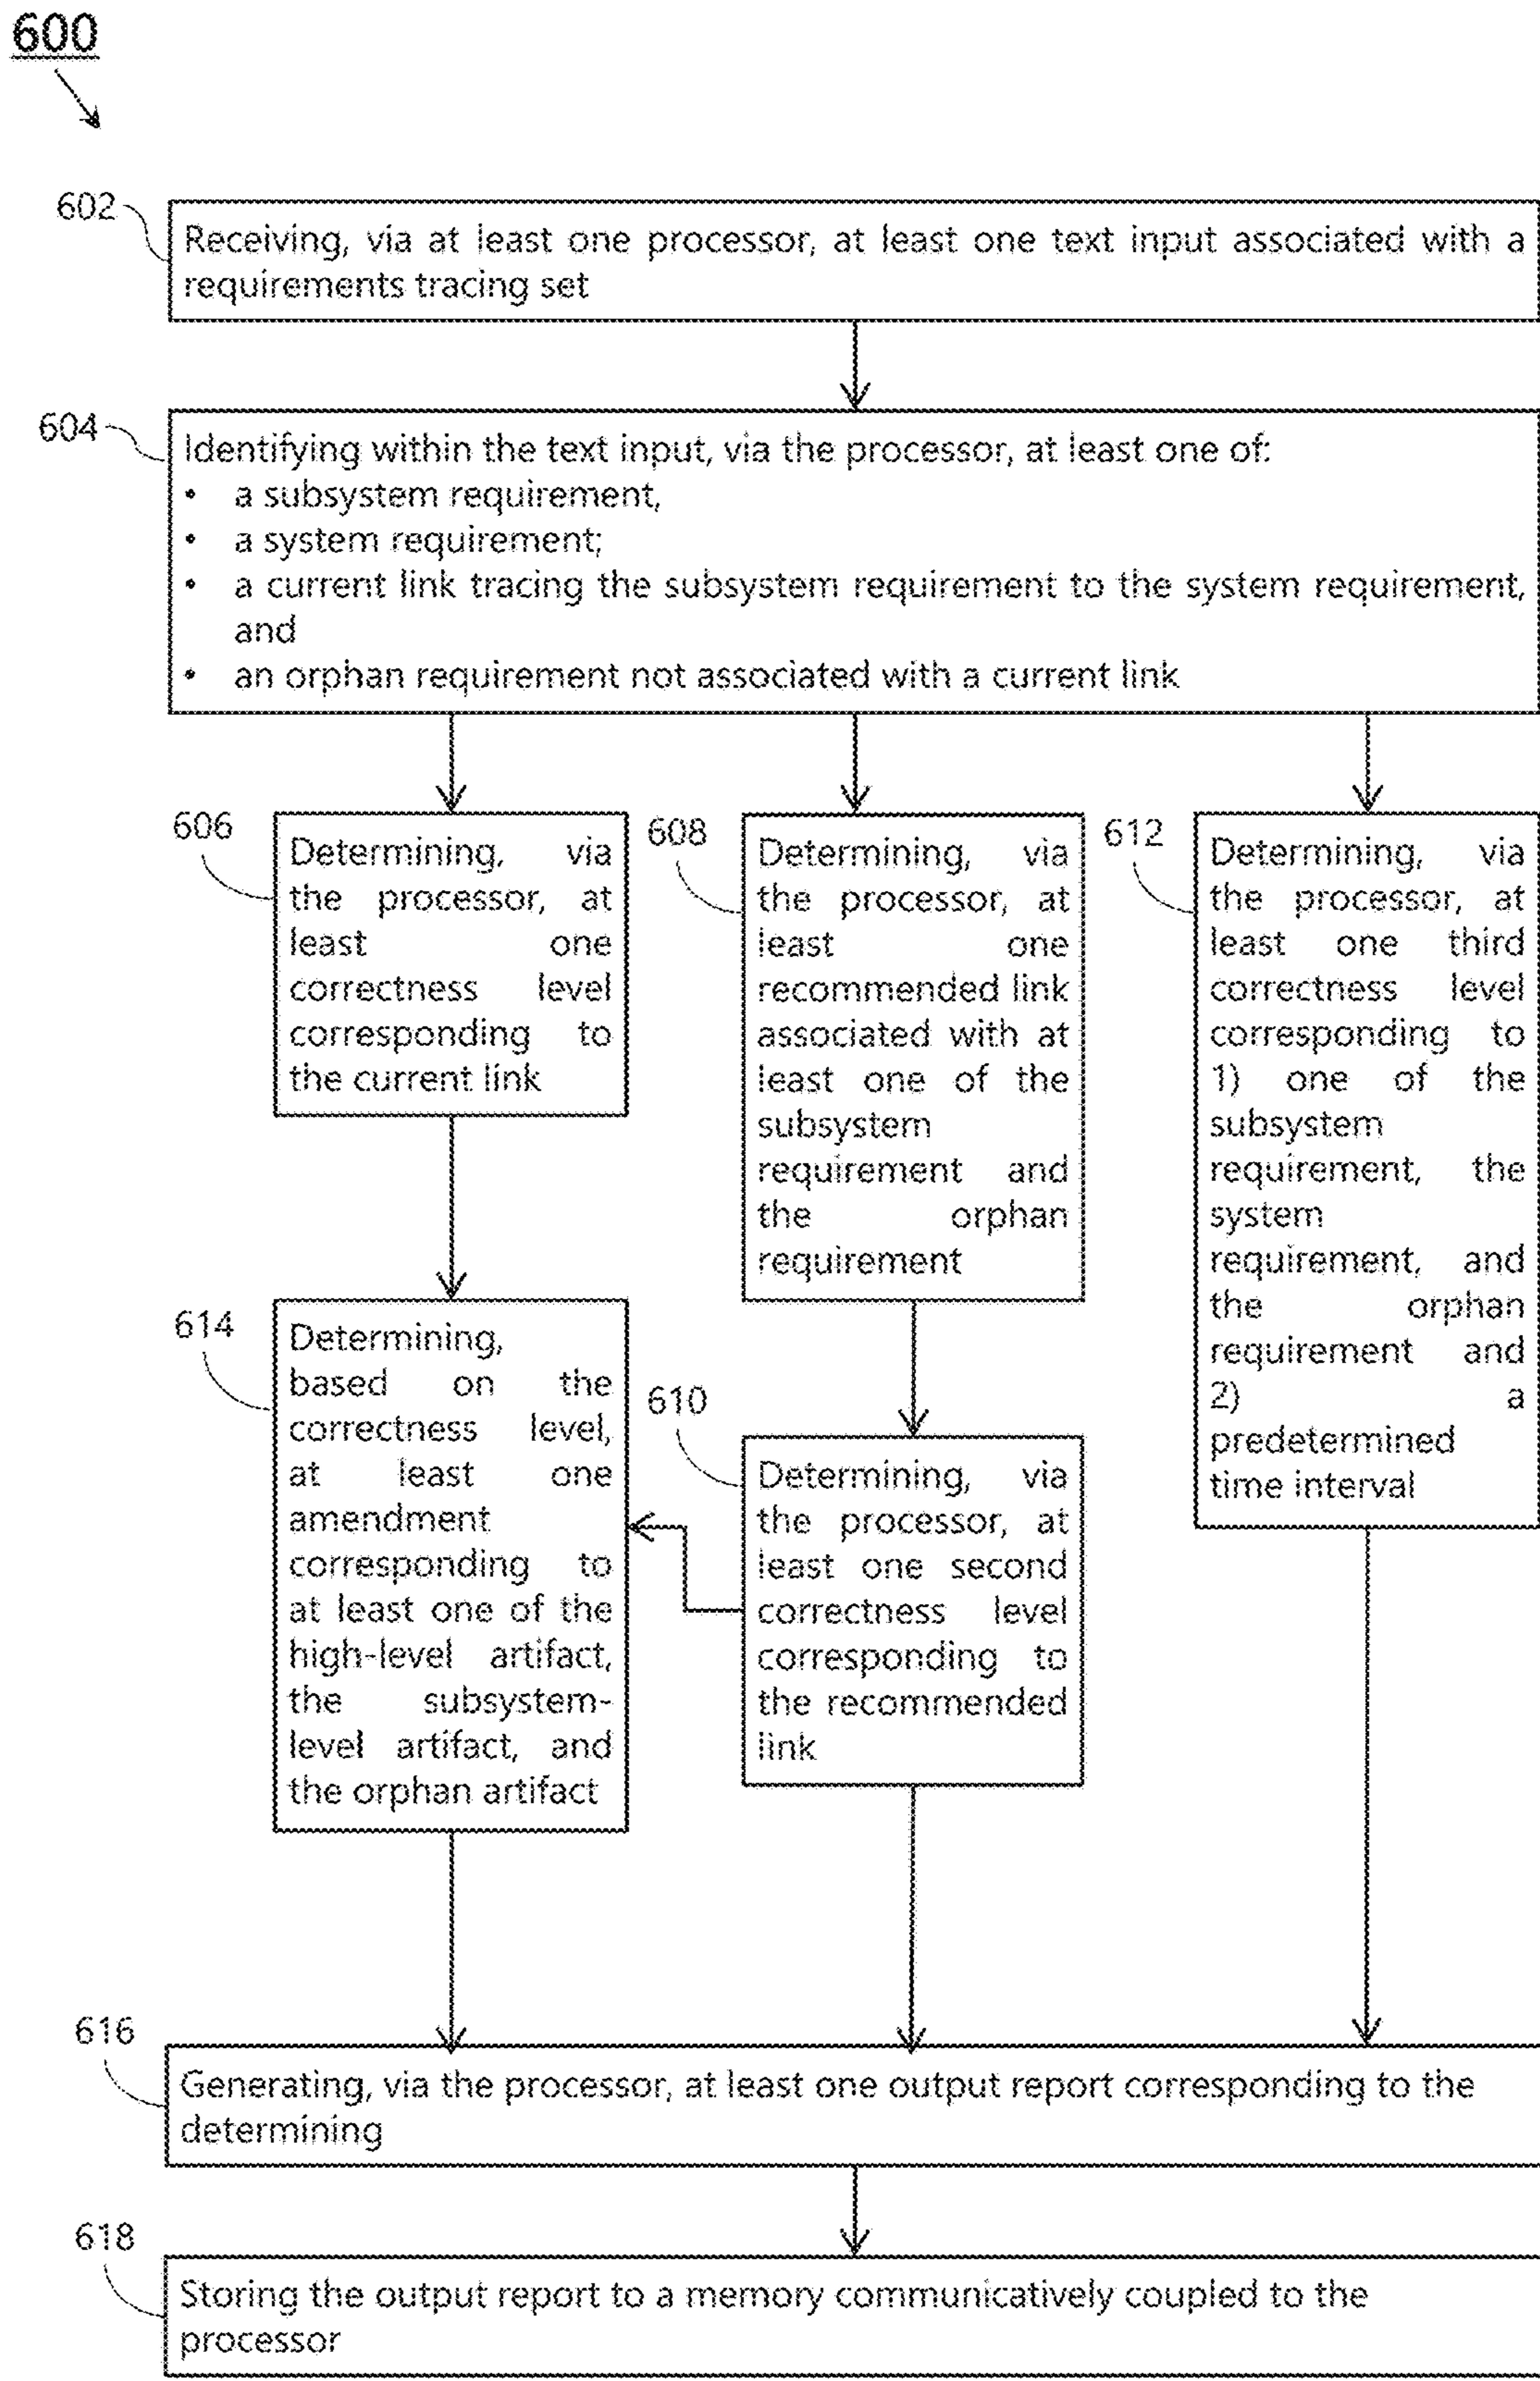 600
602
Receiving, via at least one processor, at least one text input associated with a
requirements tracing set
604
Identifying within the text input, via the processor, at least one of:
• a subsystem requirement,
• a system requirement;
• a current link tracing the subsystem requirement to the system requirement,
and
• an orphan requirement not associated with a current link
606
Determining, via
the processor, at
least one
correctness level
corresponding to
the current link
608
Determining, via
the processor, at
least one
recommended link
associated with at
least one of the
subsystem
requirement and
the orphan
requirement
612
Determining, via
the processor, at
least one third
correctness level
corresponding to
1) one of the
subsystem
requirement, the
system
requirement, and
the orphan
requirement and
2) a
predetermined
time interval
614
Determining,
based on the
correctness level,
at least one
amendment
corresponding to
at least one of the
high-level artifact,
the subsystem-
level artifact, and
the orphan artifact
610
Determining, via
the processor, at
least one second
correctness level
corresponding to
the recommended
link
616
Generating, via the processor, at least one output report corresponding to the
determining
618
Storing the output report to a memory communicatively coupled to the
processor